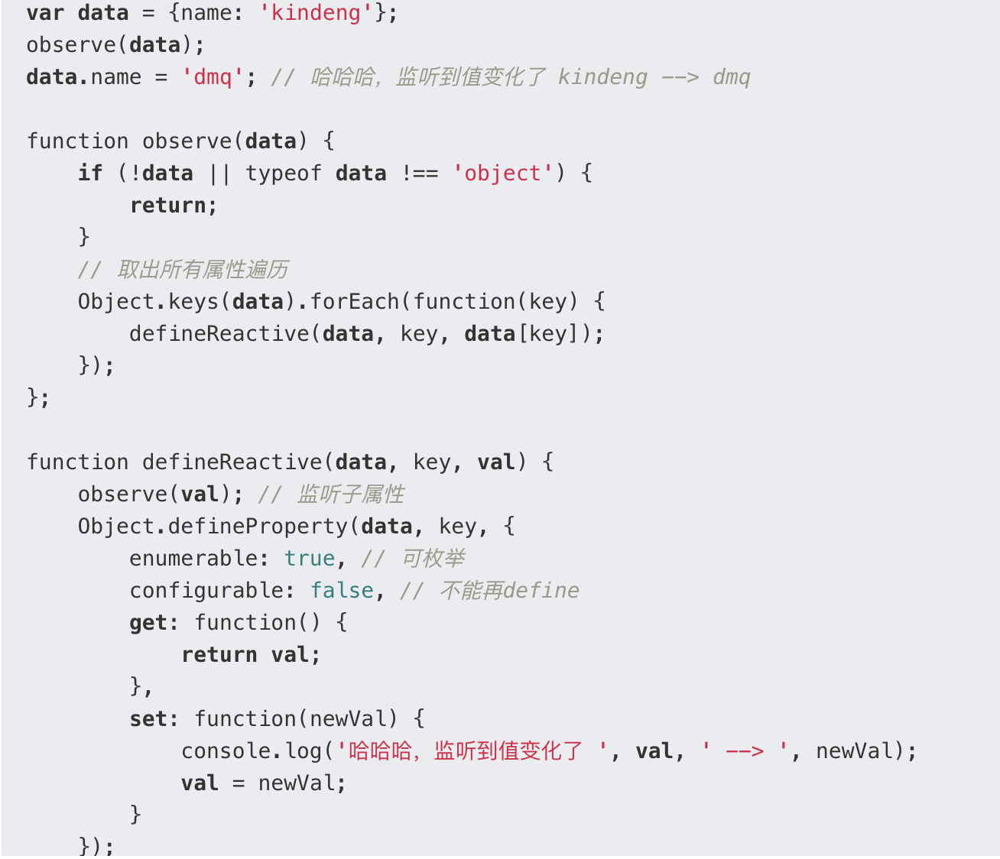 var data = {name: 'kindeng'};
observe(data);
data.name = 'dmq'; // 哈哈哈，监听到值变化了 kindeng --> dmq
function observe(data) {
    if (!data || typeof data !== 'object') {
        return;
    }
    // 取出所有属性遍历
    Object.keys(data).forEach(function(key) {
        defineReactive(data, key, data[key]);
    });
};
function defineReactive(data, key, val) {
    observe(val); // 监听子属性
    Object.defineProperty(data, key, {
        enumerable: true, // 可枚举
        configurable: false, // 不能再define
        get: function() {
            return val;
        },
        set: function(newVal) {
            console.log('哈哈哈，监听到值变化了 ', val, ' --> ', newVal);
            val = newVal;
        }
    });